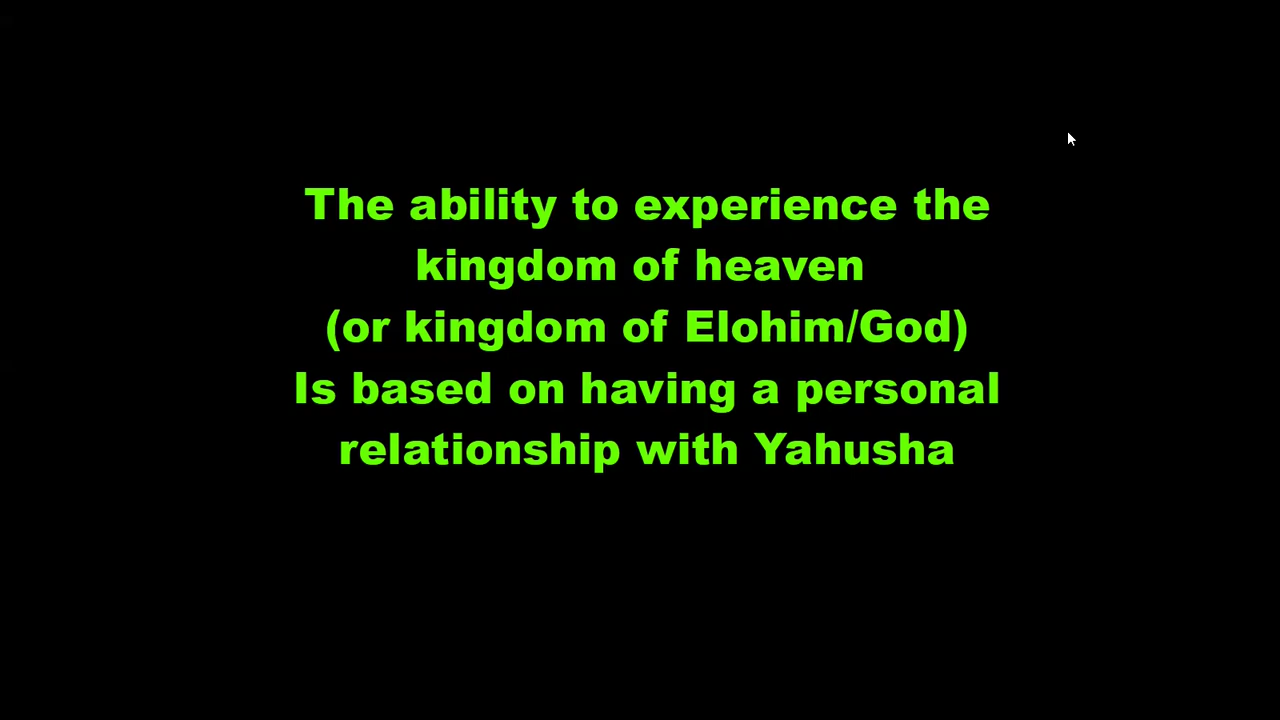 The ability to experience the
kingdom of heaven
(or kingdom of Elohim/God)
Is based on having a personal
relationship with Yahusha